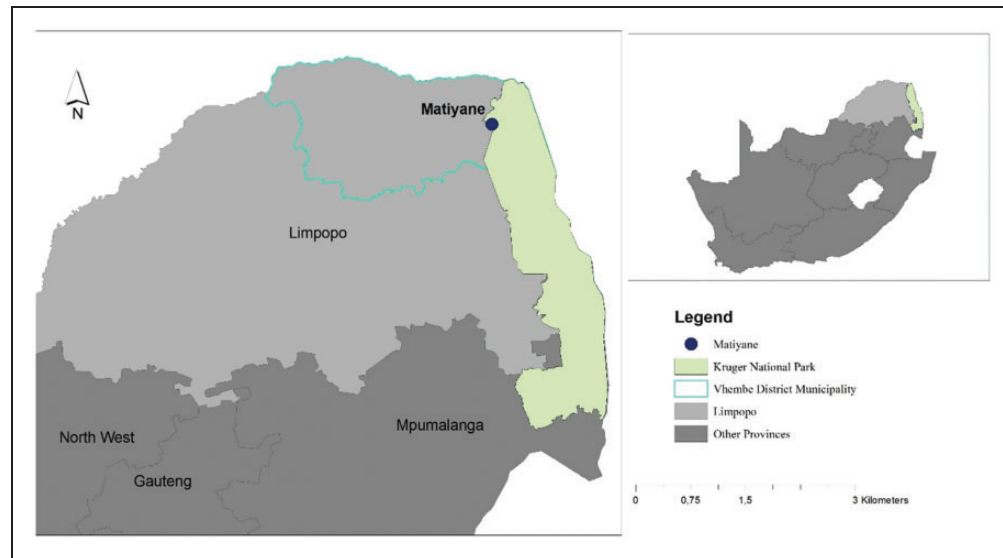 N
Matiyane
Limpopo
North West
Gauteng
Mpumalanga
Legend
Matiyane
Kruger National Park
Vhembe District Municipality
Limpopo
Other Provinces
0 0,75 1,5 3 Kilometers